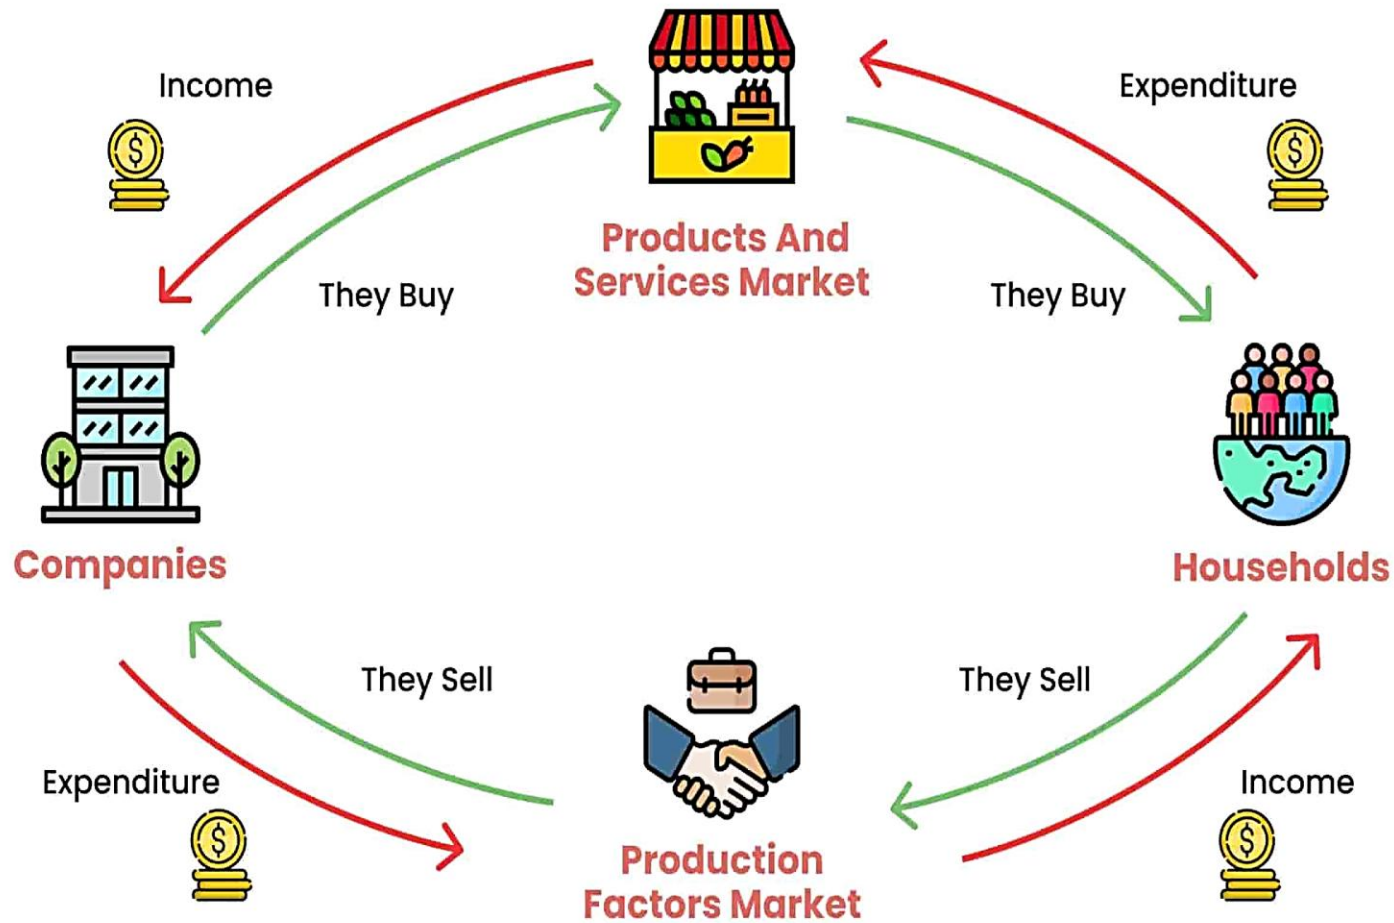 Income
Expenditure
Products And
Services Market
They Buy
They Buy
Companies
Households
They Sell
They Sell
Expenditure
Income
Production
Factors Market